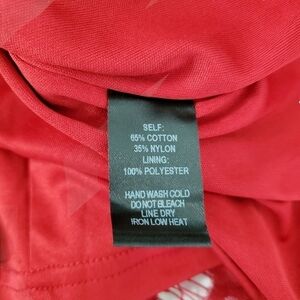 SELF:
65% COTTON
35% NYLON
LINING:
100% POLYESTER
HAND WASH COLD
DO NOT BLEACH
LINE DRY
IRON LOW HEAT